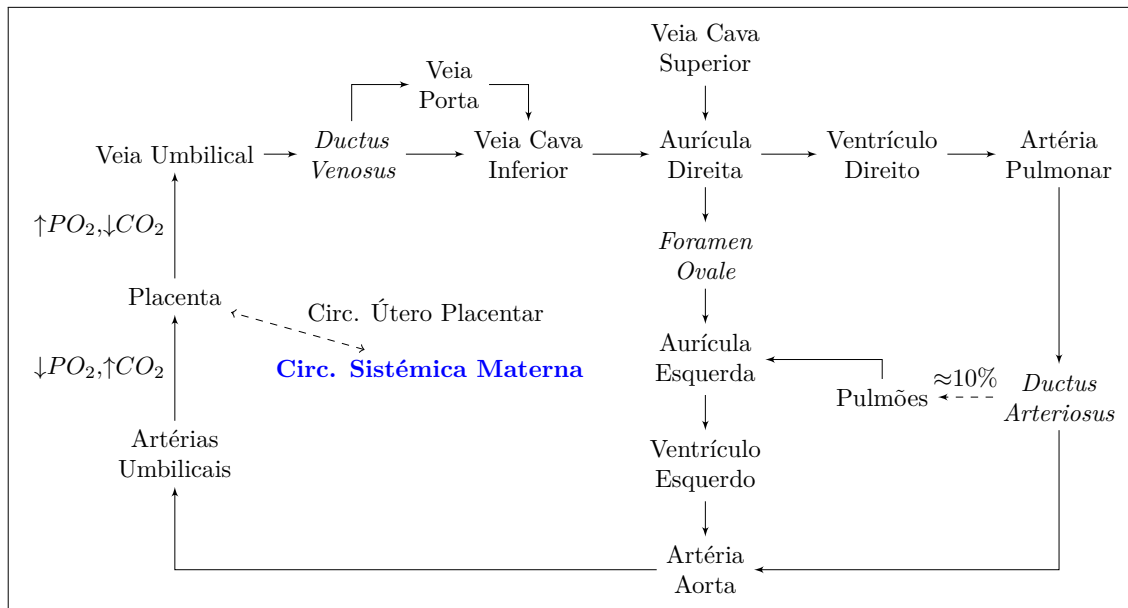 Veia Cava
Superior
Veia
Porta
Veia Umbilical
Ductus
Venosus
Veia Cava
Inferior
Aurícula
Direita
Ventrículo
Direito
Artéria
Pulmonar
↑PO₂,↓CO₂
Foramen
Ovale
Placenta
Circ. Útero Placentar
Circ. Sistémica Materna
↓PO₂,↑CO₂
Aurícula
Esquerda
Pulmões
≈10%
Ductus
Arteriosus
Artérias
Umbilicais
Ventrículo
Esquerdo
Artéria
Aorta